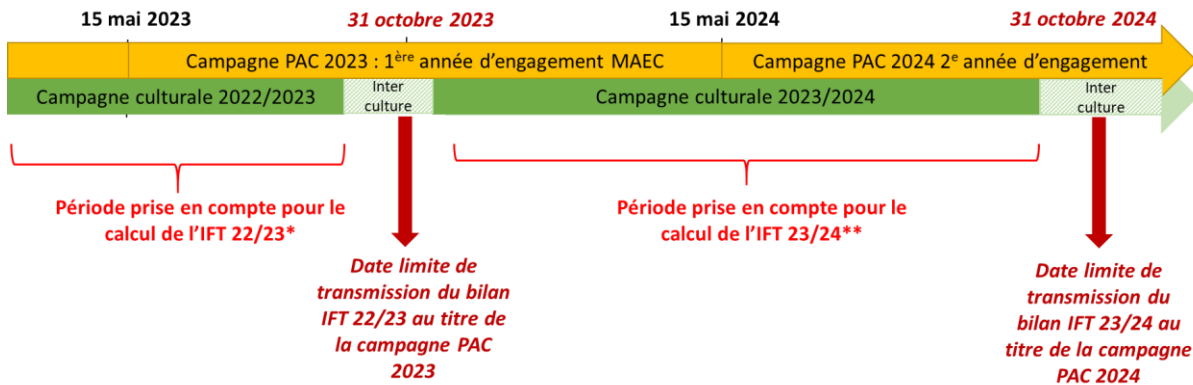 15 mai 2023
31 octobre 2023
15 mai 2024
31 octobre 2024
Campagne PAC 2023 : 1ère année d'engagement MAEC
Campagne PAC 2024 2e année d'engagement
Campagne culturale 2022/2023
Inter
culture
Campagne culturale 2023/2024
Inter
culture
Période prise en compte pour le
calcul de l'IFT 22/23*
Période prise en compte pour le
calcul de l'IFT 23/24**
Date limite de
transmission du bilan
IFT 22/23 au titre de
la campagne PAC
2023
Date limite de
transmission du
bilan IFT 23/24 au
titre de la campagne
PAC 2024